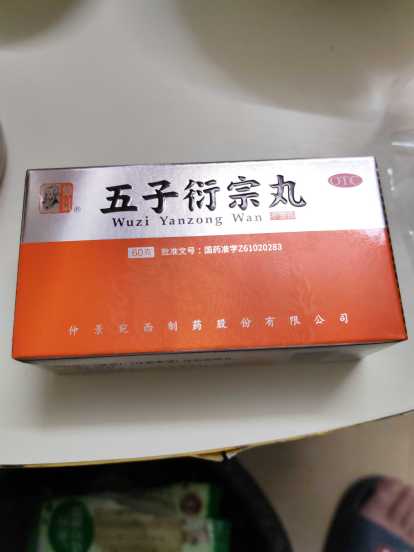 五子衍宗丸
OTC
®
Wuzi Yanzong Wan
60克 批准文号：国药准字Z61020283
仲景宛西制药股份有限公司